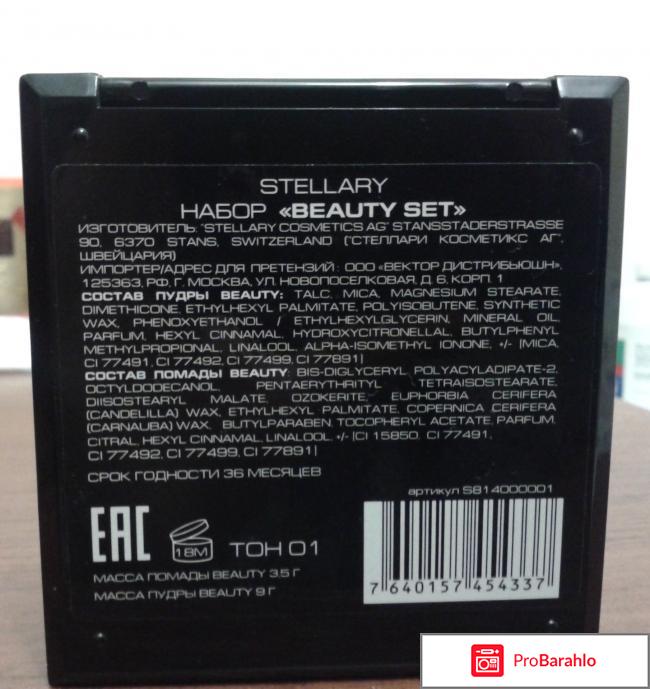 STELLARY
НАБОР «BEAUTY SET»
ИЗГОТОВИТЕЛЬ: "STELLARY COSMETICS AG" STANSSTADERSTRASSE
90, 6370 STANS, SWITZERLAND ("СТЕЛЛАРИ КОСМЕТИКС АГ",
ШВЕЙЦАРИЯ)
ИМПОРТЕР/АДРЕС ДЛЯ ПРЕТЕНЗИЙ : ООО «ВЕКТОР ДИСТРИБЬЮШН»,
125363, РФ, Г. МОСКВА, УЛ. НОВОПОСЕЛКОВАЯ, Д. 6, КОРП. 1
СОСТАВ ПУДРЫ BEAUTY: TALC, MICA, MAGNESIUM STEARATE,
DIMETHICONE, ETHYLHEXYL PALMITATE, POLYISOBUTENE, SYNTHETIC
WAX, PHENOXYETHANOL / ETHYLHEXYLGLYCERIN, MINERAL OIL,
PARFUM, HEXYL CINNAMAL, HYDROXYCITRONELLAL, BUTYLPHENYL
METHYLPROPIONAL, LINALOOL, ALPHA-ISOMETHYL IONONE, +/- [MICA,
CI 77491, CI 77492, CI 77499, CI 77891]
СОСТАВ ПОМАДЫ BEAUTY: BIS-DIGLYCERYL POLYACYLADIPATE-2,
OCTYLDODECANOL, PENTAERYTHRITYL TETRAISOSTEARATE,
DIISOSTEARYL MALATE, OZOKERITE, EUPHORBIA CERIFERA
(CANDELILLA) WAX, ETHYLHEXYL PALMITATE, COPERNICA CERIFERA
(CARNAUBA) WAX, BUTYLPARABEN, TOCOPHERYL ACETATE, PARFUM,
CITRAL, HEXYL CINNAMAL, LINALOOL, +/- [CI 15850, CI 77491,
CI 77492, CI 77499, CI 77891]
СРОК ГОДНОСТИ 36 МЕСЯЦЕВ
артикул SB14000001
EAC
18M
ТОН 01
МАССА ПОМАДЫ BEAUTY 3.5 Г
МАССА ПУДРЫ BEAUTY 9 Г
7 640157 454337
ProBarahlo